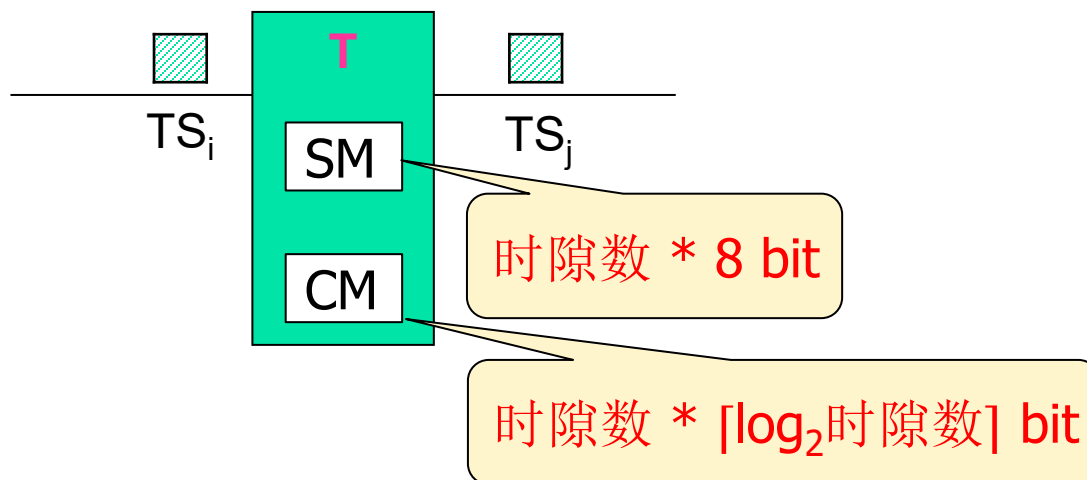 T
TSᵢ
TSⱼ
SM
时隙数 * 8 bit
CM
时隙数 * ⌈log₂时隙数⌉ bit